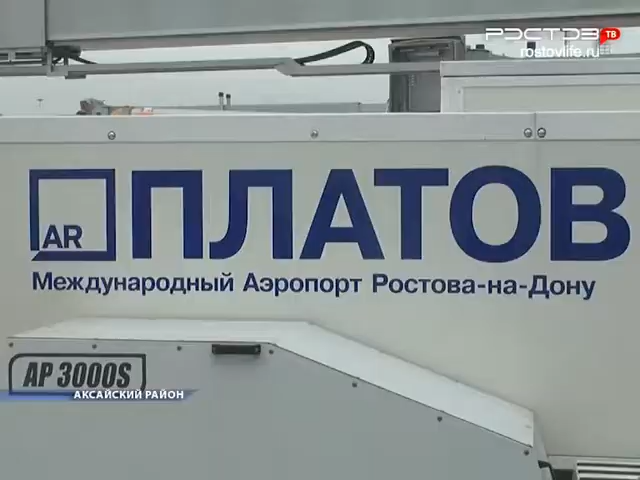 РОСТОВ ТВ
rostovlife.ru
AR ПЛАТОВ
Международный Аэропорт Ростова-на-Дону
AP 3000S
АКСАЙСКИЙ РАЙОН